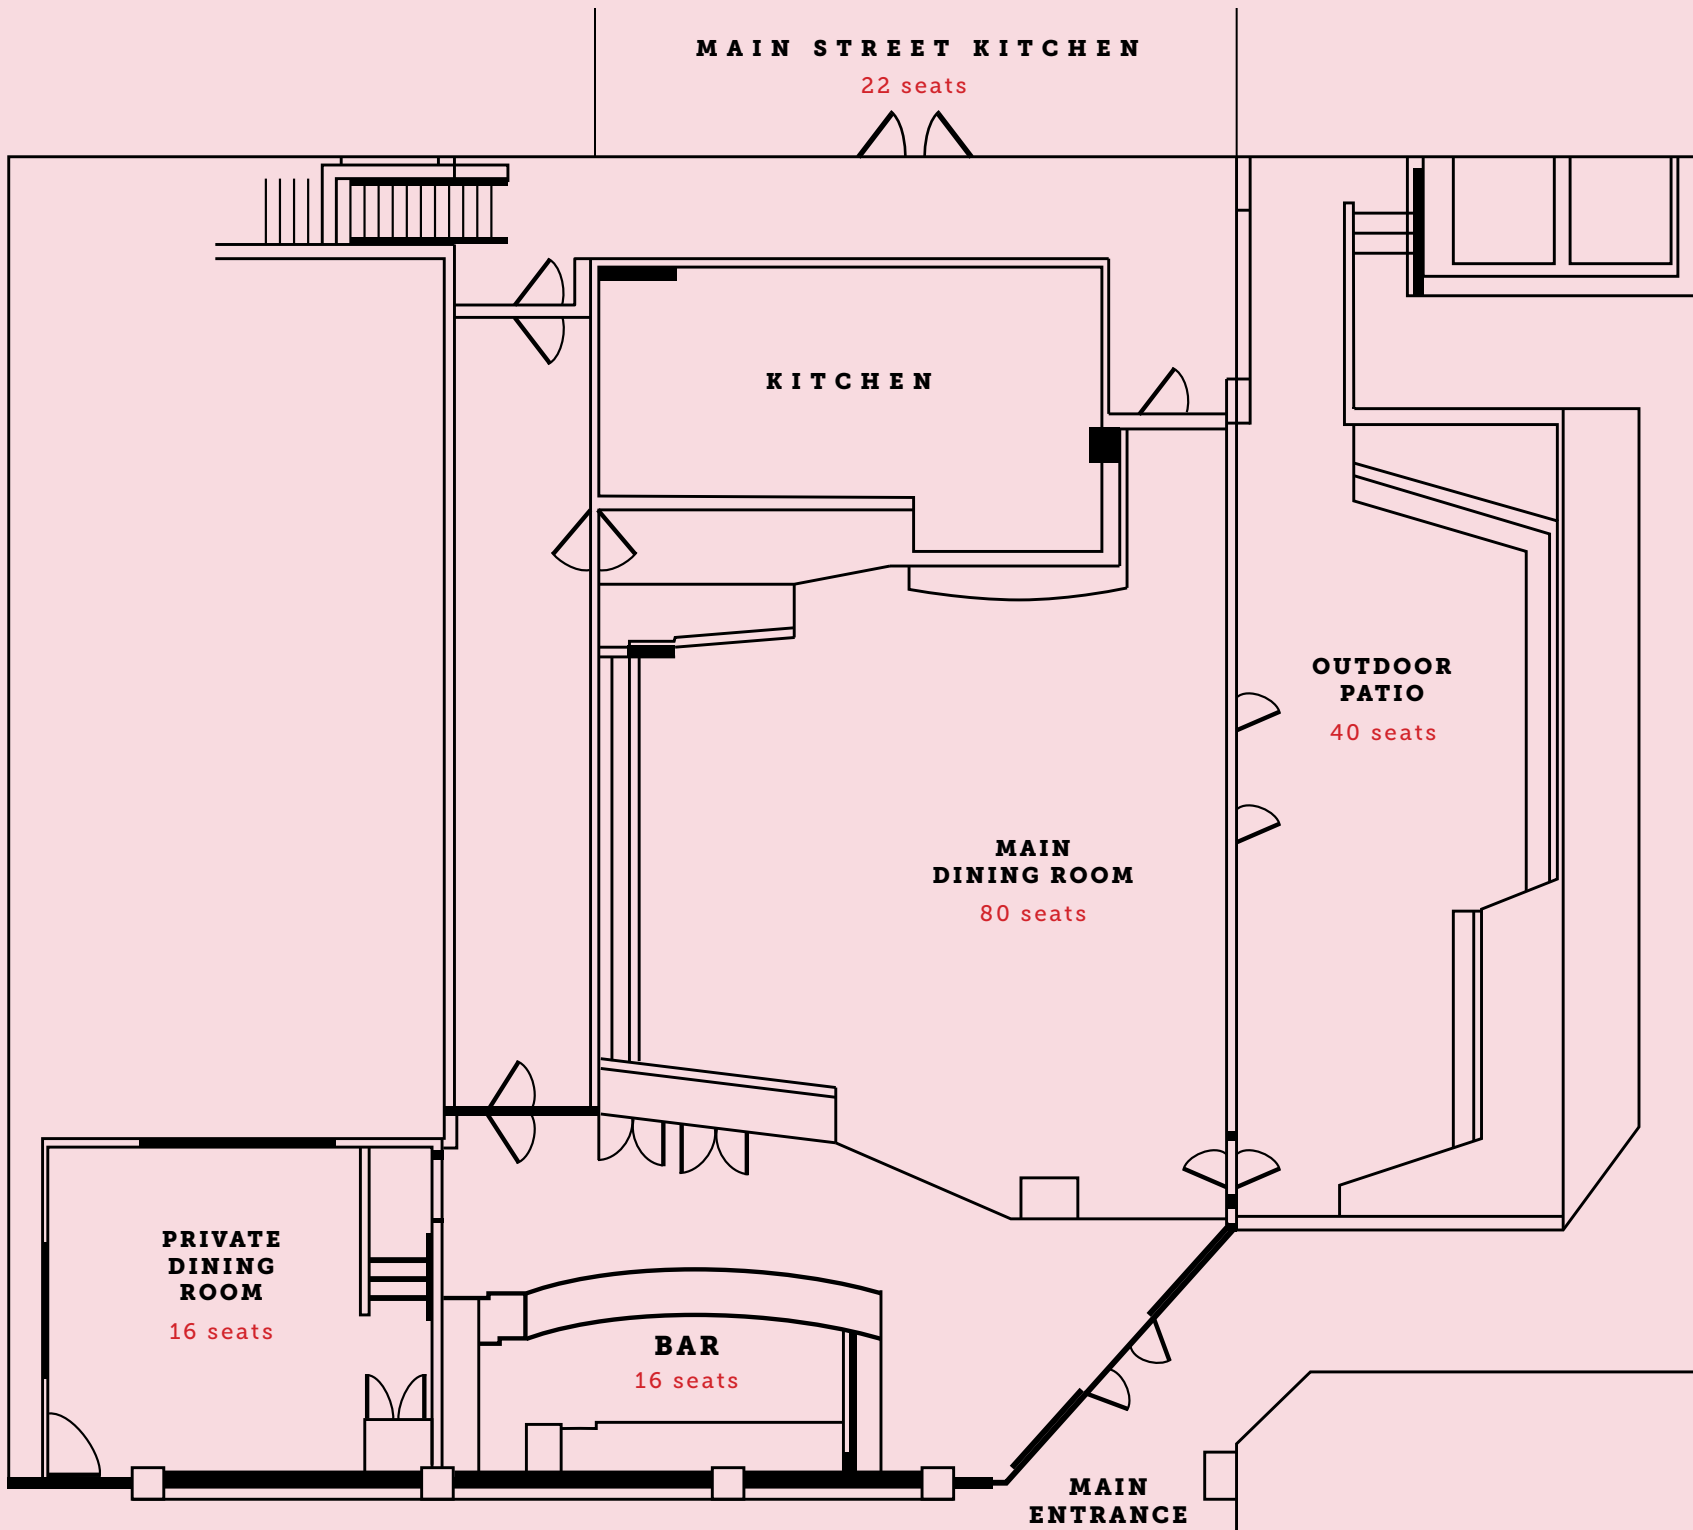 MAIN STREET KITCHEN
22 seats
KITCHEN
OUTDOOR
PATIO
40 seats
MAIN
DINING ROOM
80 seats
PRIVATE
DINING
ROOM
16 seats
BAR
16 seats
MAIN
ENTRANCE